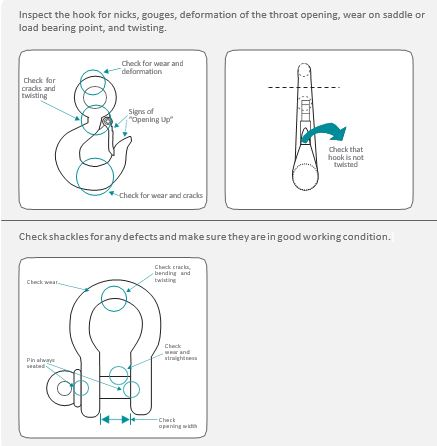 Inspect the hook for nicks, gouges, deformation of the throat opening, wear on saddle or
load bearing point, and twisting.
Check for wear and
deformation
Check for
cracks and
twisting
Signs of
"Opening Up"
Check for wear and cracks
Check that
hook is not
twisted
Check shackles for any defects and make sure they are in good working condition.
Check cracks,
bending and
twisting
Check wear
Check
wear and
straightness
Pin always
seated
Check
opening width